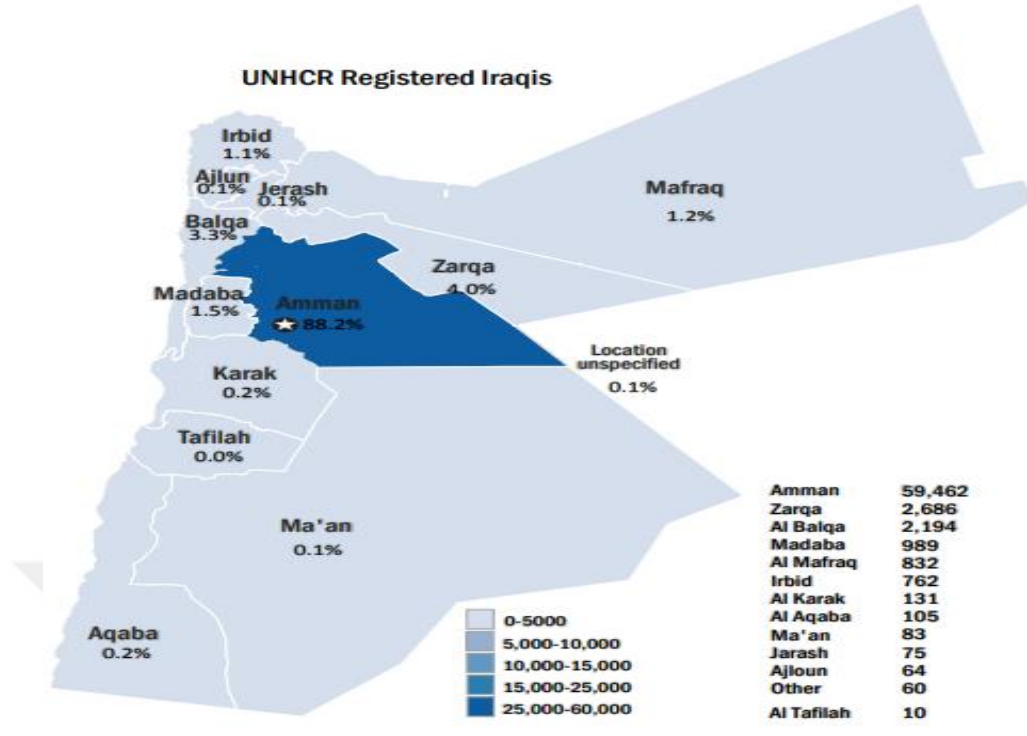 UNHCR Registered Iraqis
Irbid
1.1%
Ajlun
0.1%
Jerash
0.1%
Mafraq
1.2%
Balqa
3.3%
Zarqa
4.0%
Madaba
1.5%
Amman
88.2%
Location
unspecified
0.1%
Karak
0.2%
Tafilah
0.0%
Ma'an
0.1%
Aqaba
0.2%
0-5000
5,000-10,000
10,000-15,000
15,000-25,000
25,000-60,000
Amman 59,462
Zarqa 2,686
Al Balqa 2,194
Madaba 989
Al Mafraq 832
Irbid 762
Al Karak 131
Al Aqaba 105
Ma'an 83
Jarash 75
Ajloun 64
Other 60
Al Tafilah 10